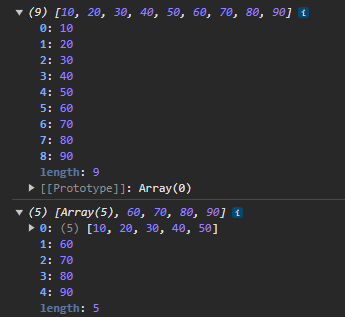 ▼ (9) [10, 20, 30, 40, 50, 60, 70, 80, 90] i
0: 10
1: 20
2: 30
3: 40
4: 50
5: 60
6: 70
7: 80
8: 90
length: 9
▶ [[Prototype]]: Array(0)
▼ (5) [Array(5), 60, 70, 80, 90] i
▶ 0: (5) [10, 20, 30, 40, 50]
1: 60
2: 70
3: 80
4: 90
length: 5